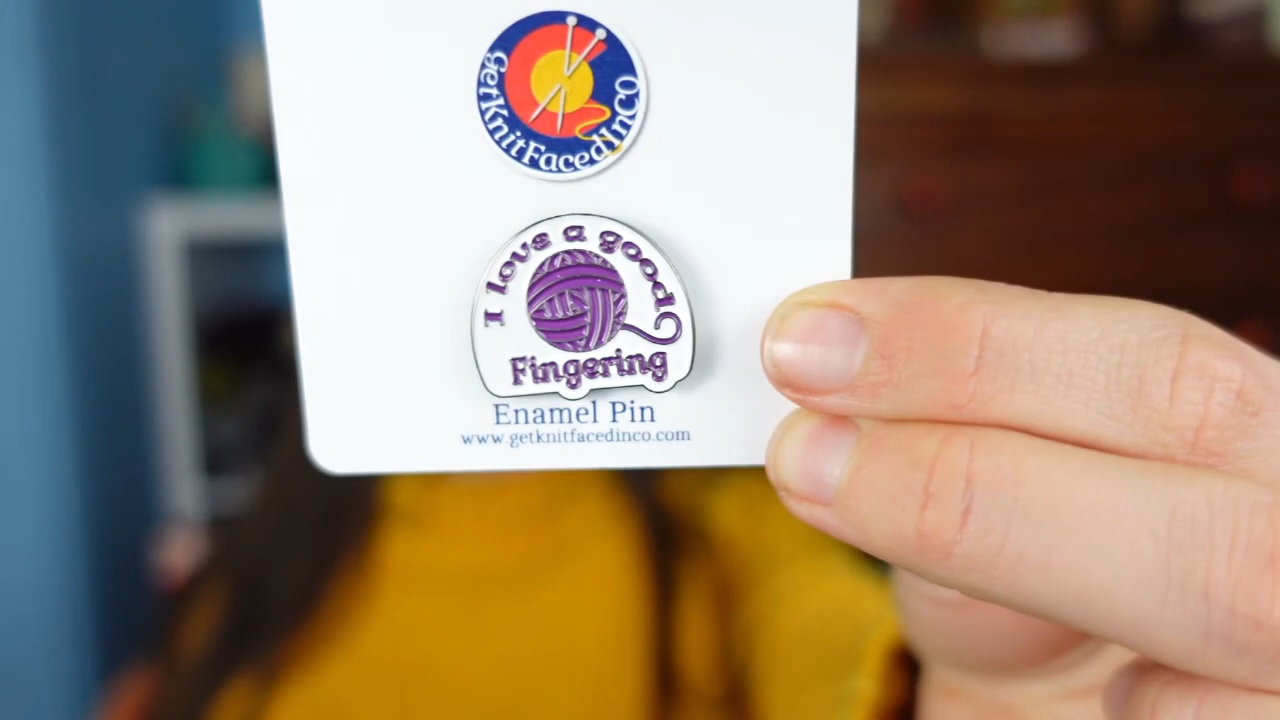 GetKnitFacedInCO
I love a good
Fingering
Enamel Pin
www.getknitfacedinco.com